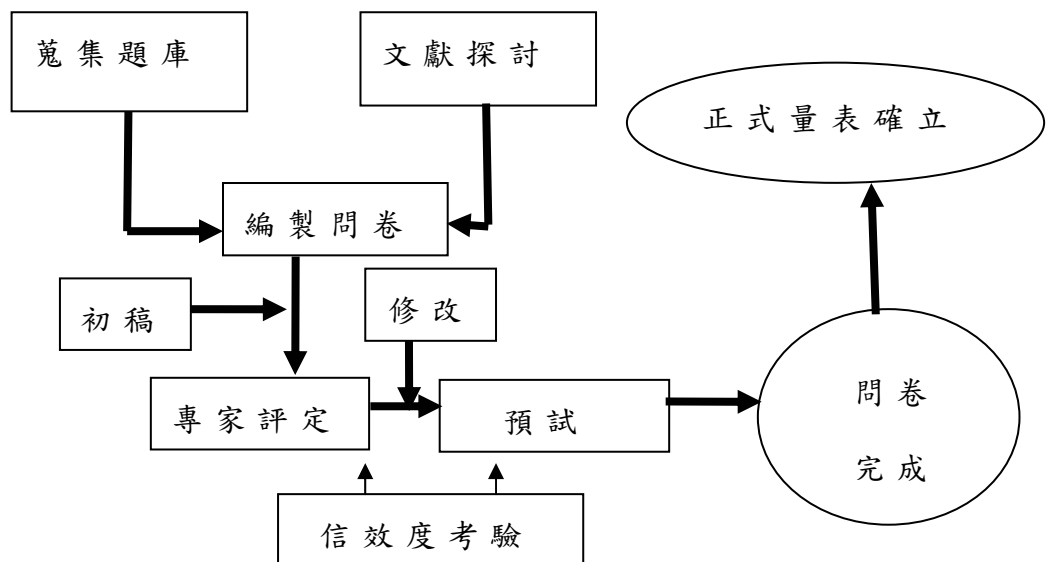 蒐集題庫
文獻探討
正式量表確立
編製問卷
初稿
修改
專家評定
預試
問卷
完成
信效度考驗